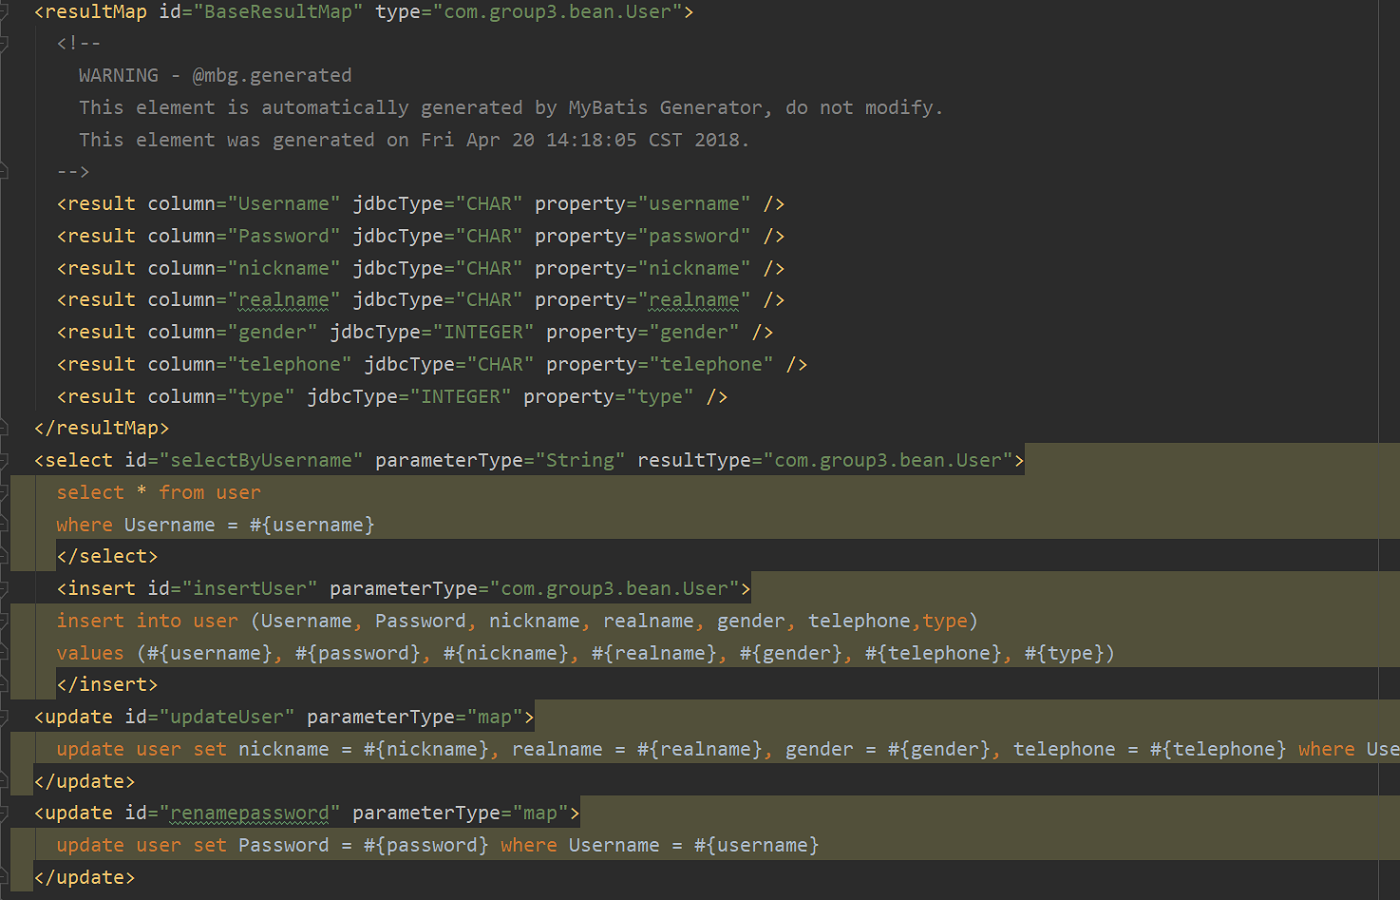 <resultMap id="BaseResultMap" type="com.group3.bean.User">
<!--
WARNING - @mbg.generated
This element is automatically generated by MyBatis Generator, do not modify.
This element was generated on Fri Apr 20 14:18:05 CST 2018.
-->
<result column="Username" jdbcType="CHAR" property="username" />
<result column="Password" jdbcType="CHAR" property="password" />
<result column="nickname" jdbcType="CHAR" property="nickname" />
<result column="realname" jdbcType="CHAR" property="realname" />
<result column="gender" jdbcType="INTEGER" property="gender" />
<result column="telephone" jdbcType="CHAR" property="telephone" />
<result column="type" jdbcType="INTEGER" property="type" />
</resultMap>
<select id="selectByUsername" parameterType="String" resultType="com.group3.bean.User">
select * from user
where Username = #{username}
</select>
<insert id="insertUser" parameterType="com.group3.bean.User">
insert into user (Username, Password, nickname, realname, gender, telephone,type)
values (#{username}, #{password}, #{nickname}, #{realname}, #{gender}, #{telephone}, #{type})
</insert>
<update id="updateUser" parameterType="map">
update user set nickname = #{nickname}, realname = #{realname}, gender = #{gender}, telephone = #{telephone} where Use
</update>
<update id="renamepassword" parameterType="map">
update user set Password = #{password} where Username = #{username}
</update>